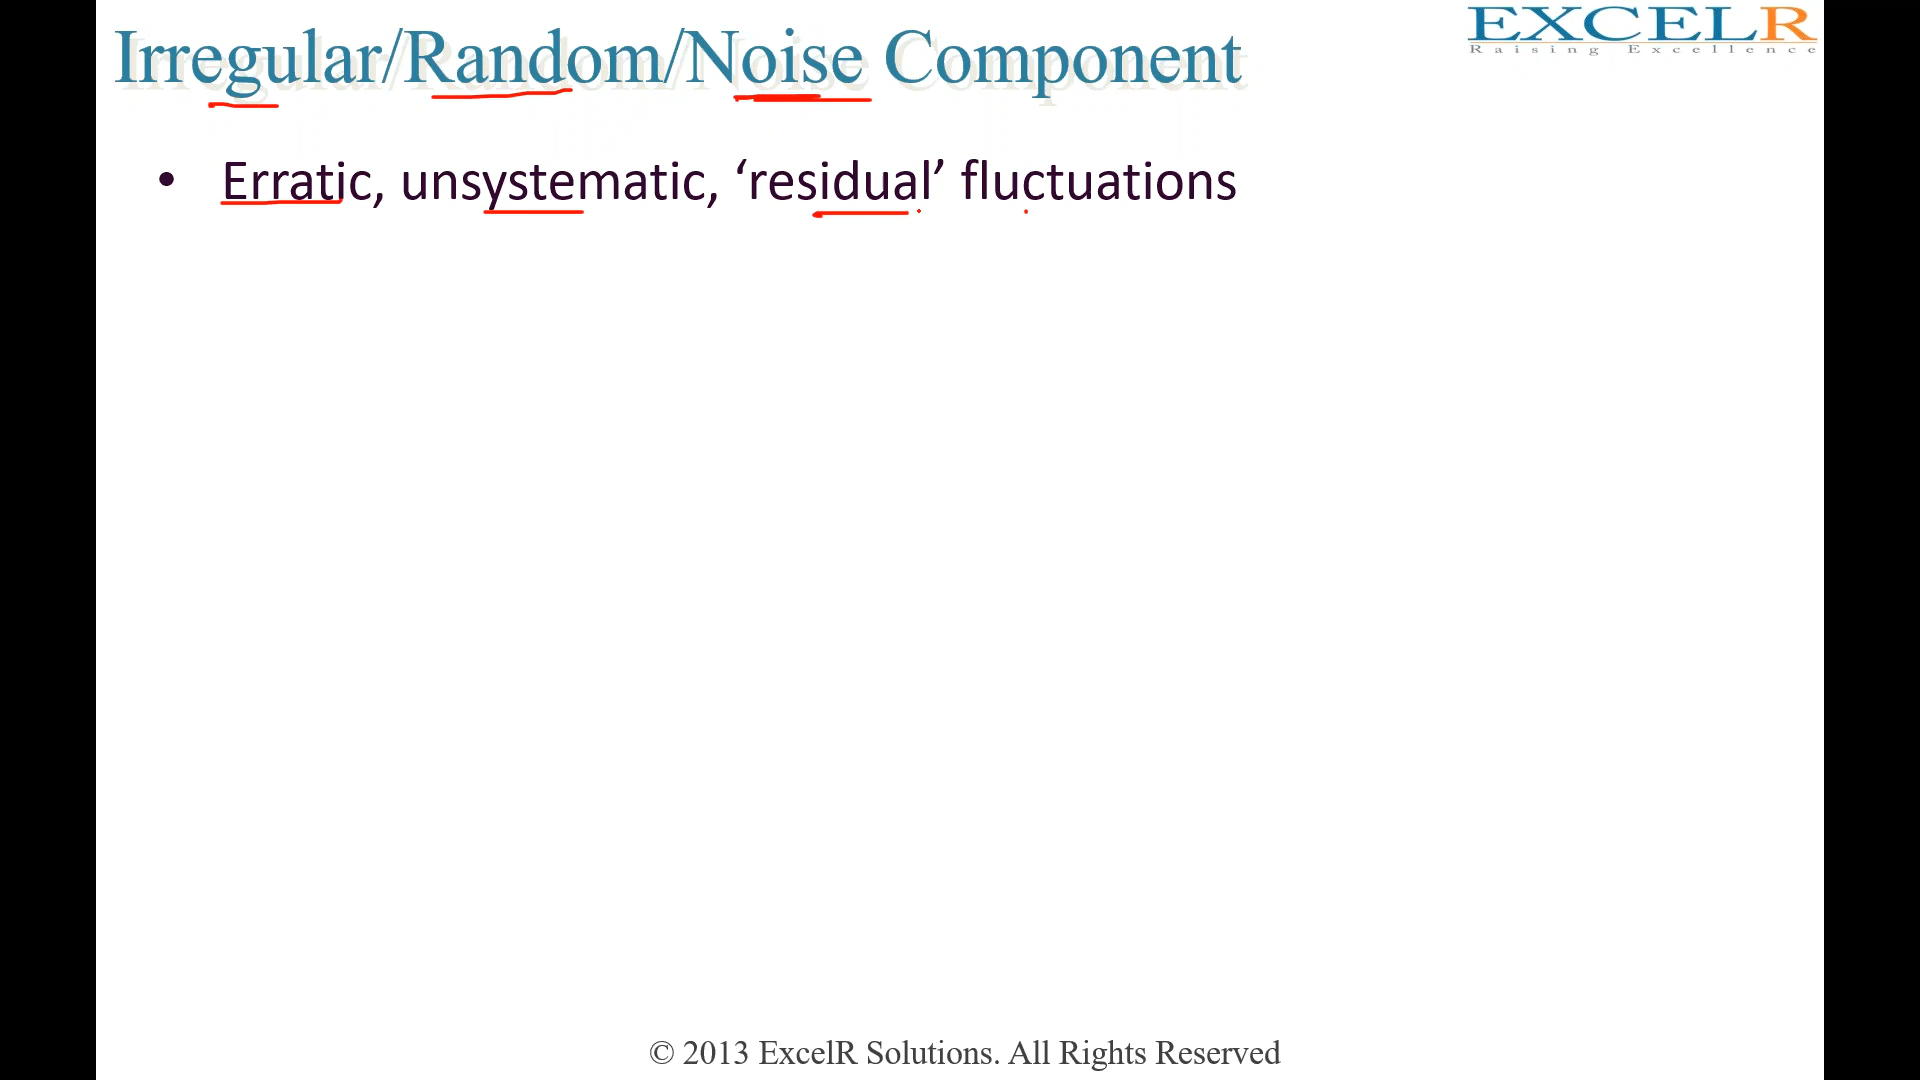 Irregular/Random/Noise Component
EXCELR
Raising Excellence
• Erratic, unsystematic, ‘residual’ fluctuations
© 2013 ExcelR Solutions. All Rights Reserved